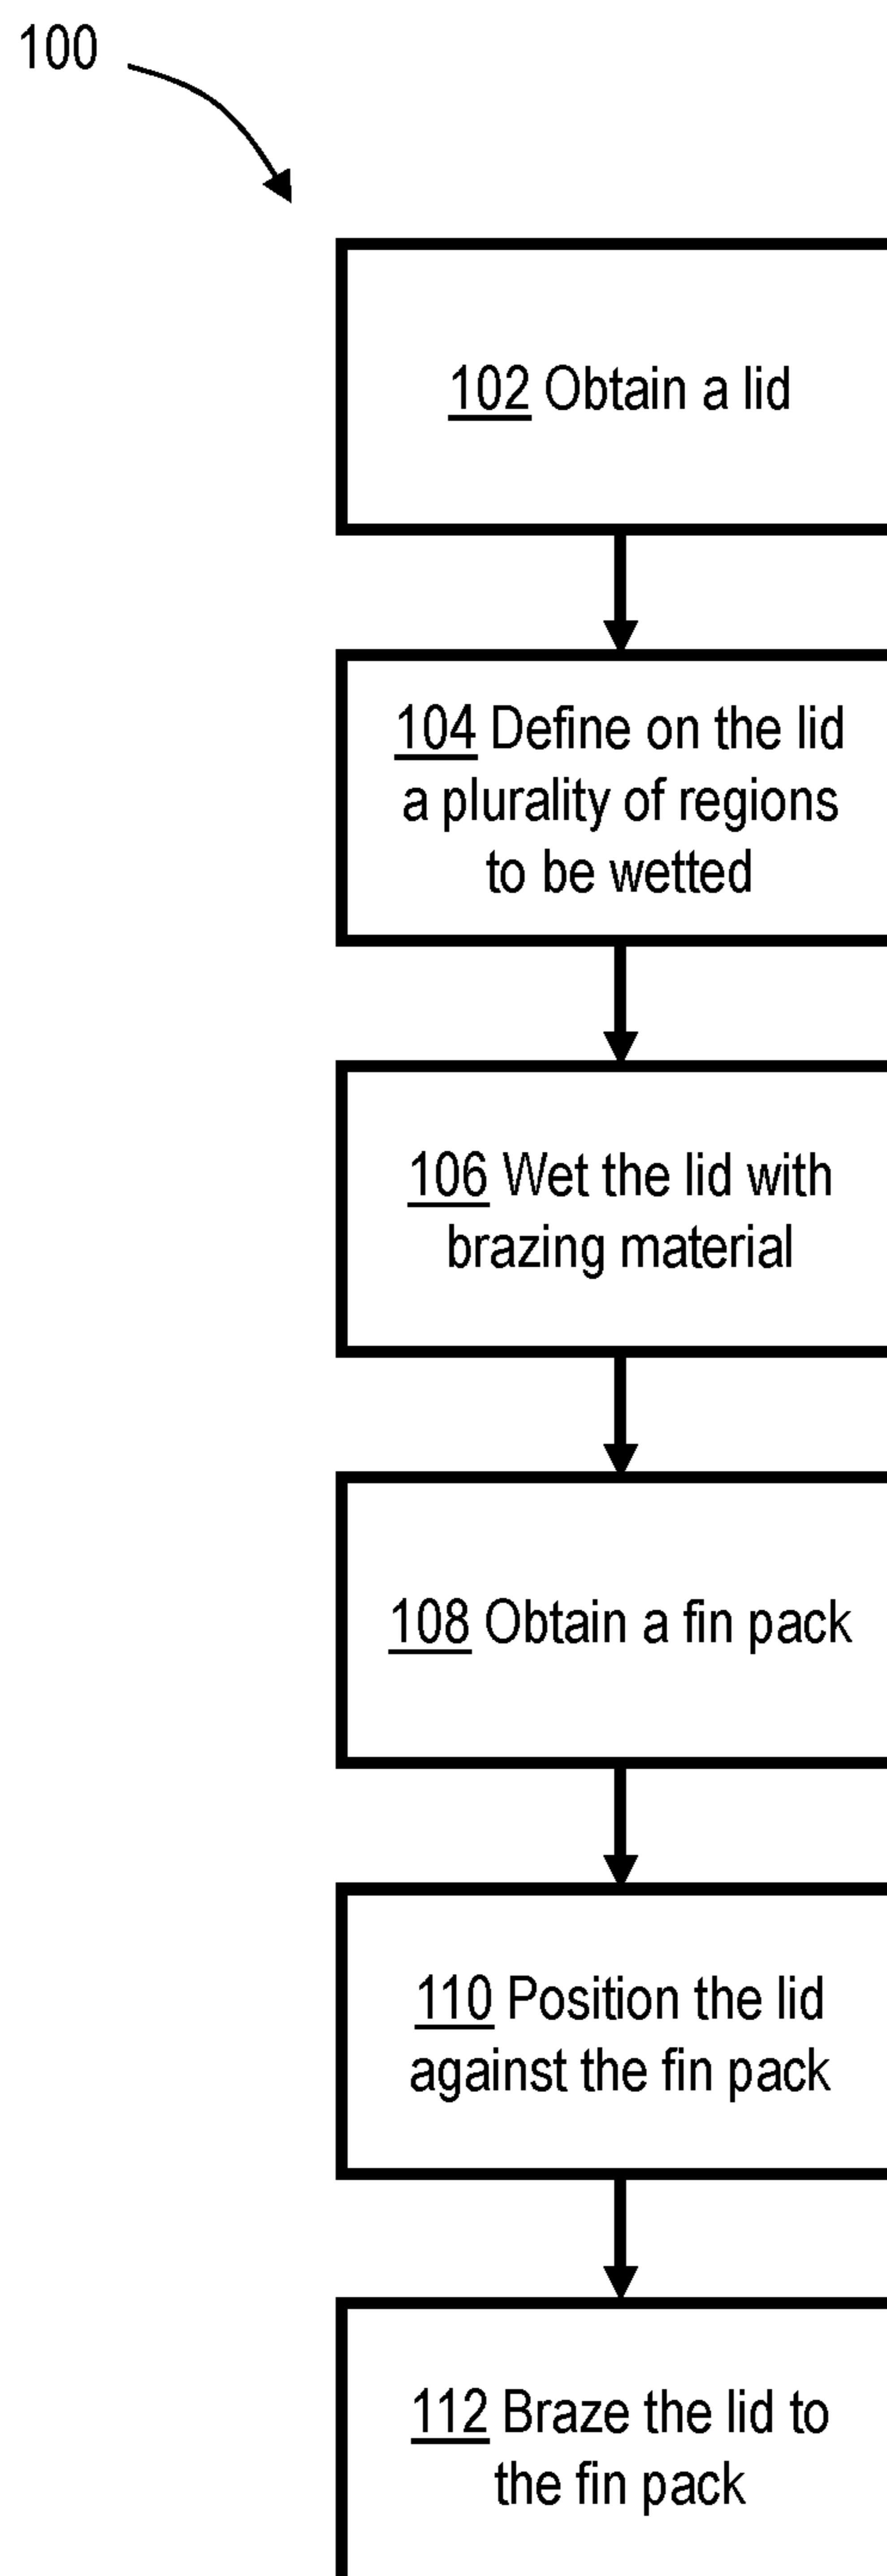 100
102 Obtain a lid
104 Define on the lid
a plurality of regions
to be wetted
106 Wet the lid with
brazing material
108 Obtain a fin pack
110 Position the lid
against the fin pack
112 Braze the lid to
the fin pack